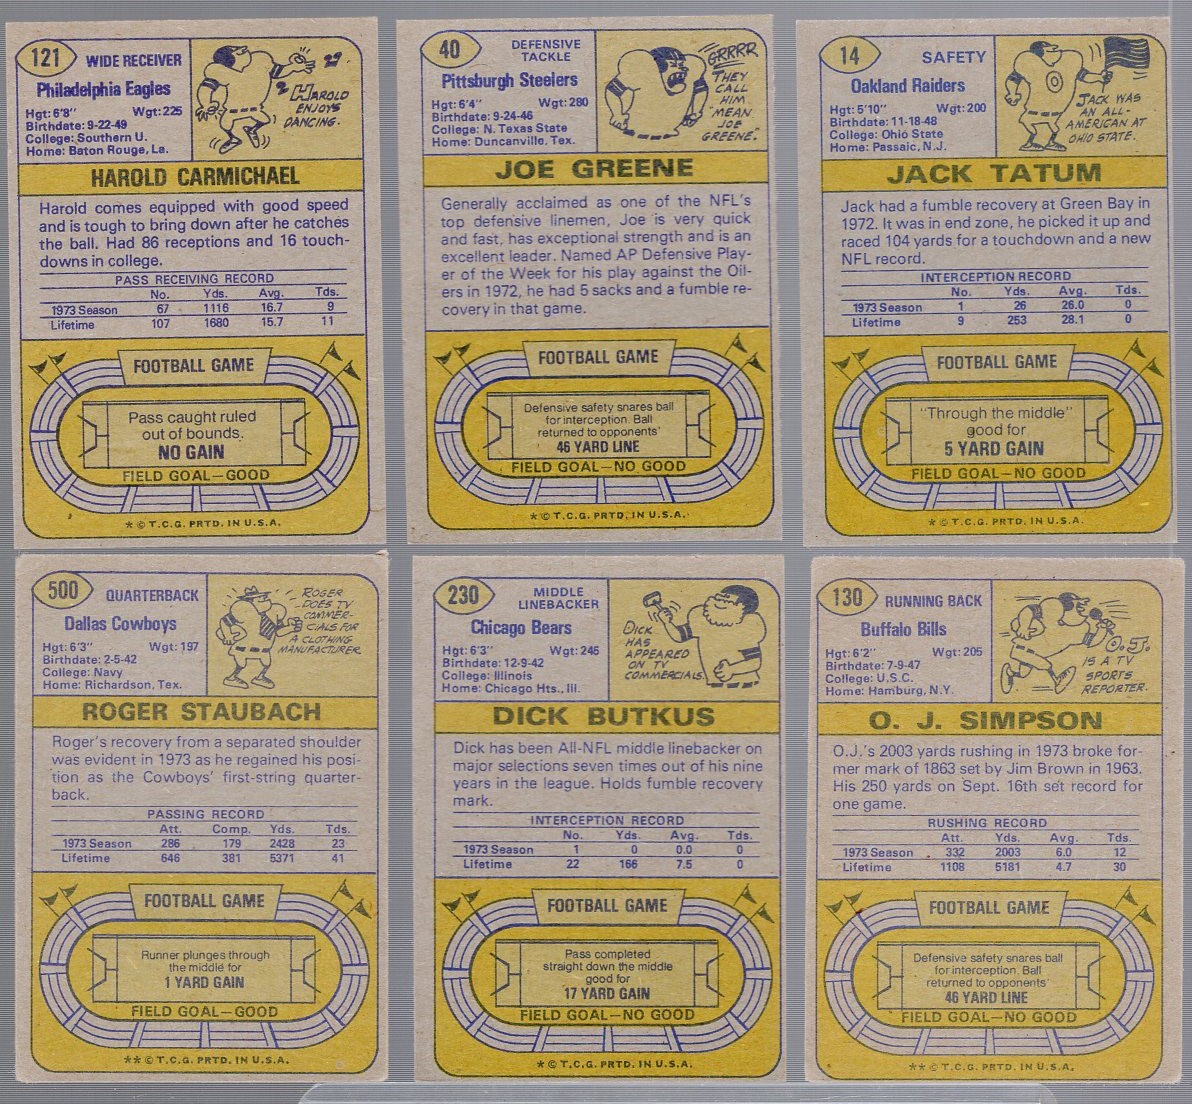 121 WIDE RECEIVER
Philadelphia Eagles
Hgt: 6'8" Wgt: 225
Birthdate: 9-22-49
College: Southern U.
Home: Baton Rouge, La.
HAROLD
ENJOYS
DANCING.
HAROLD CARMICHAEL
Harold comes equipped with good speed
and is tough to bring down after he catches
the ball. Had 86 receptions and 16 touch-
downs in college.
PASS RECEIVING RECORD
No. Yds. Avg. Tds.
1973 Season 67 1116 16.7 9
Lifetime 107 1680 15.7 11
FOOTBALL GAME
Pass caught ruled
out of bounds.
NO GAIN
FIELD GOAL—GOOD
* © T.C.G. PRTD. IN U.S.A.
40 DEFENSIVE
TACKLE
Pittsburgh Steelers
Hgt: 6'4" Wgt: 280
Birthdate: 9-24-46
College: N. Texas State
Home: Duncanville, Tex.
GRRRR
THEY
CALL
HIM
"MEAN
JOE
GREENE."
JOE GREENE
Generally acclaimed as one of the NFL's
top defensive linemen, Joe is very quick
and fast, has exceptional strength and is an
excellent leader. Named AP Defensive Play-
er of the Week for his play against the Oil-
ers in 1972, he had 5 sacks and a fumble re-
covery in that game.
FOOTBALL GAME
Defensive safety snares ball
for interception. Ball
returned to opponents'
46 YARD LINE
FIELD GOAL—NO GOOD
* © T.C.G. PRTD. IN U.S.A.
14 SAFETY
Oakland Raiders
Hgt: 5'10" Wgt: 200
Birthdate: 11-18-48
College: Ohio State
Home: Passaic, N.J.
JACK WAS
AN ALL-
AMERICAN AT
OHIO STATE.
JACK TATUM
Jack had a fumble recovery at Green Bay in
1972. It was in end zone, he picked it up and
raced 104 yards for a touchdown and a new
NFL record.
INTERCEPTION RECORD
No. Yds. Avg. Tds.
1973 Season 1 26 26.0 0
Lifetime 9 253 28.1 0
FOOTBALL GAME
"Through the middle"
good for
5 YARD GAIN
FIELD GOAL—NO GOOD
* © T.C.G. PRTD. IN U.S.A.
500 QUARTERBACK
Dallas Cowboys
Hgt: 6'3" Wgt: 197
Birthdate: 2-5-42
College: Navy
Home: Richardson, Tex.
ROGER
DOES TV
COMMER-
CIALS FOR
A CLOTHING
MANUFACTURER.
ROGER STAUBACH
Roger's recovery from a separated shoulder
was evident in 1973 as he regained his posi-
tion as the Cowboys' first-string quarter-
back.
PASSING RECORD
Att. Comp. Yds. Tds.
1973 Season 286 179 2428 23
Lifetime 646 381 5371 41
FOOTBALL GAME
Runner plunges through
the middle for
1 YARD GAIN
FIELD GOAL—GOOD
** © T.C.G. PRTD. IN U.S.A.
230 MIDDLE
LINEBACKER
Chicago Bears
Hgt: 6'3" Wgt: 245
Birthdate: 12-9-42
College: Illinois
Home: Chicago Hts., Ill.
DICK
HAS
APPEARED
ON TV
COMMERCIALS.
DICK BUTKUS
Dick has been All-NFL middle linebacker on
major selections seven times out of his nine
years in the league. Holds fumble recovery
mark.
INTERCEPTION RECORD
No. Yds. Avg. Tds.
1973 Season 1 0 0.0 0
Lifetime 22 166 7.5 0
FOOTBALL GAME
Pass completed
straight down the middle
good for
17 YARD GAIN
FIELD GOAL—NO GOOD
* © T.C.G. PRTD. IN U.S.A.
130 RUNNING BACK
Buffalo Bills
Hgt: 6'2" Wgt: 205
Birthdate: 7-9-47
College: U.S.C.
Home: Hamburg, N.Y.
O.J.
IS A TV
SPORTS
REPORTER.
O. J. SIMPSON
O.J.'s 2003 yards rushing in 1973 broke for-
mer mark of 1863 set by Jim Brown in 1963.
His 250 yards on Sept. 16th set record for
one game.
RUSHING RECORD
Att. Yds. Avg. Tds.
1973 Season 332 2003 6.0 12
Lifetime 1108 5181 4.7 30
FOOTBALL GAME
Defensive safety snares ball
for interception. Ball
returned to opponents'
46 YARD LINE
FIELD GOAL—NO GOOD
** © T.C.G. PRTD. IN U.S.A.